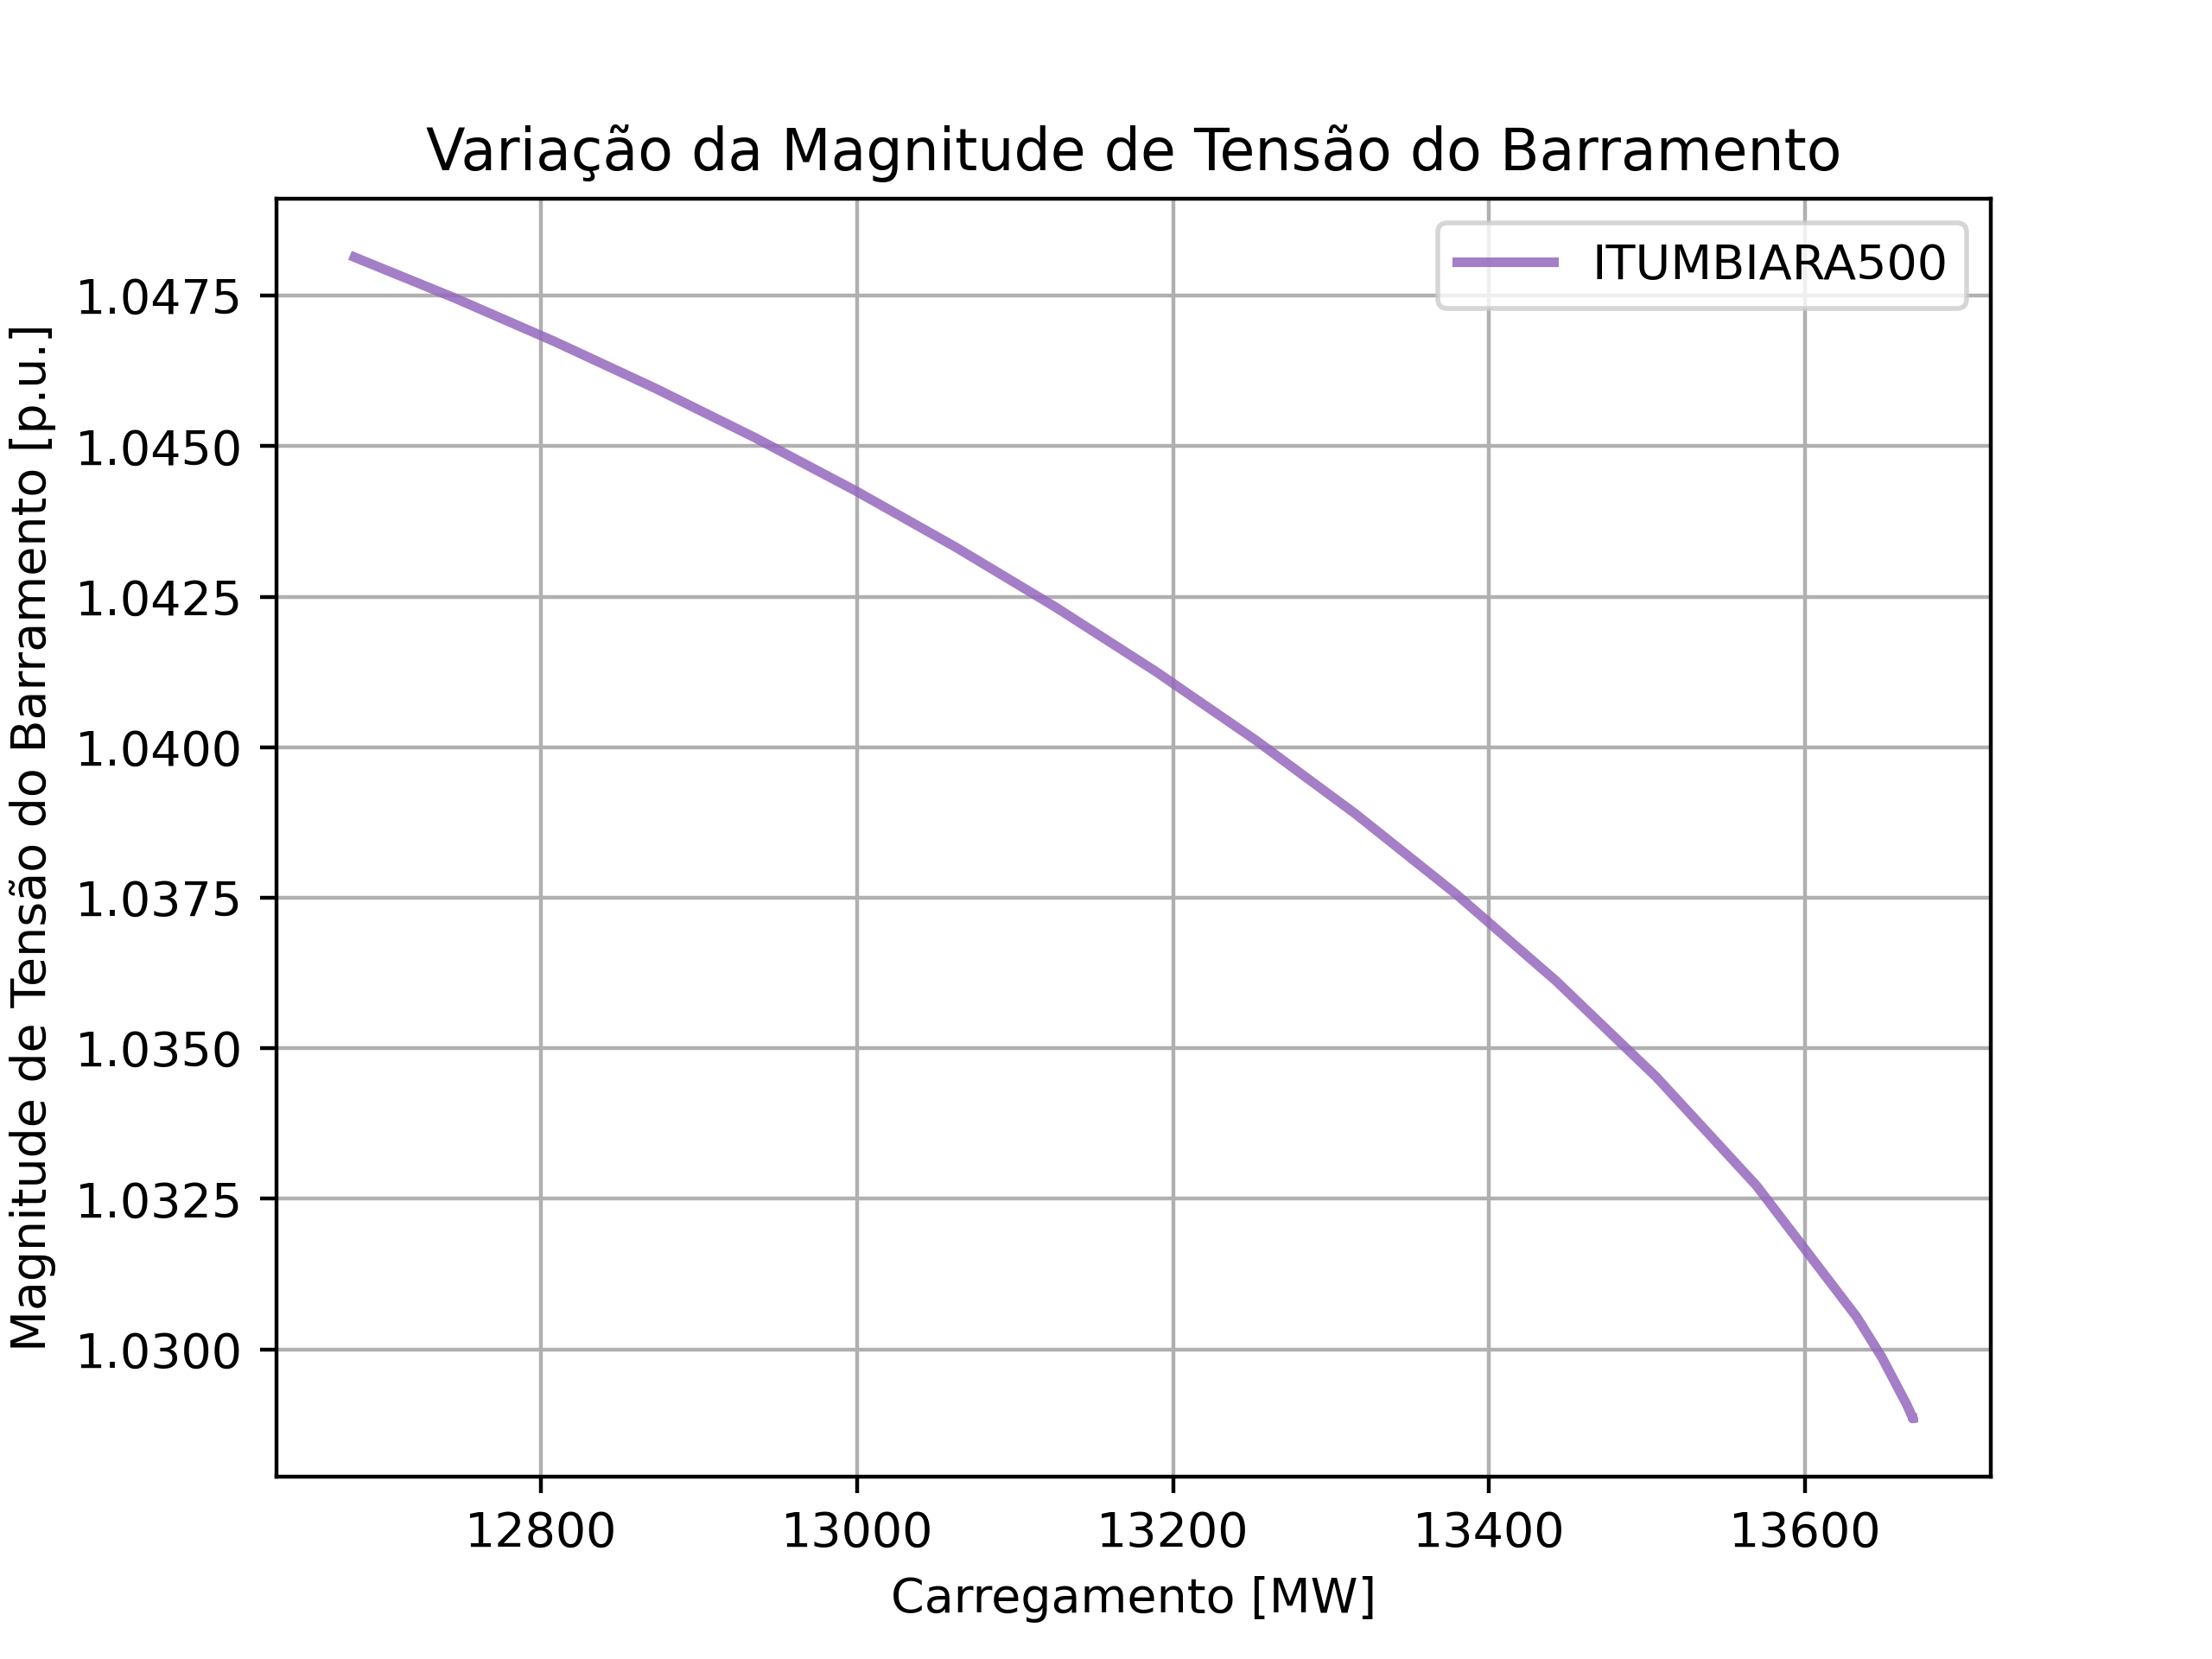 Variação da Magnitude de Tensão do Barramento
ITUMBIARA500
Magnitude de Tensão do Barramento [p.u.]
1.0475
1.0450
1.0425
1.0400
1.0375
1.0350
1.0325
1.0300
12800 13000 13200 13400 13600
Carregamento [MW]